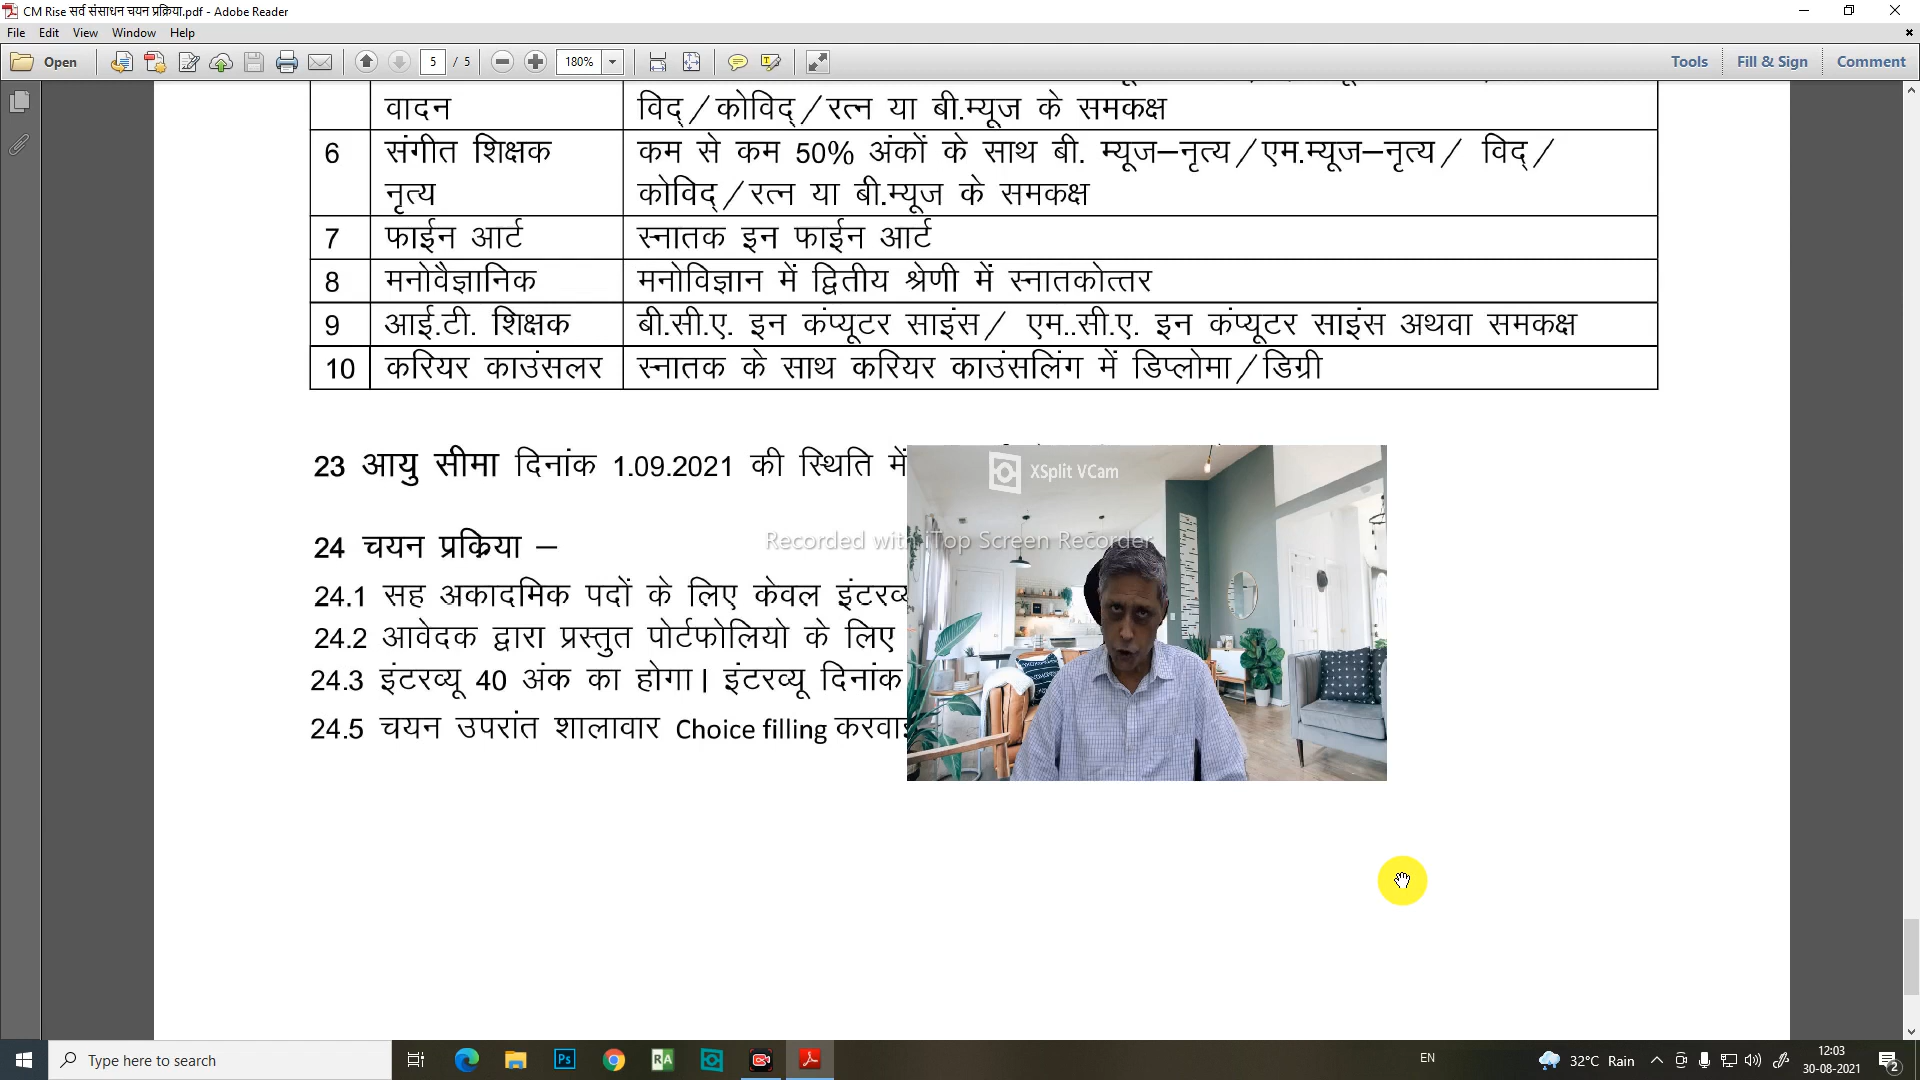 CM Rise सर्व संसाधन चयन प्रक्रिया.pdf - Adobe Reader
File Edit View Window Help
Open 5 / 5 180% Tools Fill & Sign Comment
वादन विद्/कोविद्/रत्न या बी.म्यूज के समकक्ष
6 संगीत शिक्षक कम से कम 50% अंकों के साथ बी. म्यूज–नृत्य/एम.म्यूज–नृत्य/ विद्/
नृत्य कोविद्/रत्न या बी.म्यूज के समकक्ष
7 फाईन आर्ट स्नातक इन फाईन आर्ट
8 मनोवैज्ञानिक मनोविज्ञान में द्वितीय श्रेणी में स्नातकोत्तर
9 आई.टी. शिक्षक बी.सी.ए. इन कंप्यूटर साइंस/ एम..सी.ए. इन कंप्यूटर साइंस अथवा समकक्ष
10 करियर काउंसलर स्नातक के साथ करियर काउंसलिंग में डिप्लोमा/डिग्री
23 आयु सीमा दिनांक 1.09.2021 की स्थिति में
XSplit VCam
Recorded with iTop Screen Recorder
24 चयन प्रक्रिया –
24.1 सह अकादमिक पदों के लिए केवल
24.2 आवेदक द्वारा प्रस्तुत पोर्टफोलियो के लिए
24.3 इंटरव्यू 40 अंक का होगा। इंटरव्यू दिनांक
24.5 चयन उपरांत शालावार Choice filling
Type here to search Ps RA EN 32°C Rain 12:03
30-08-2021 2